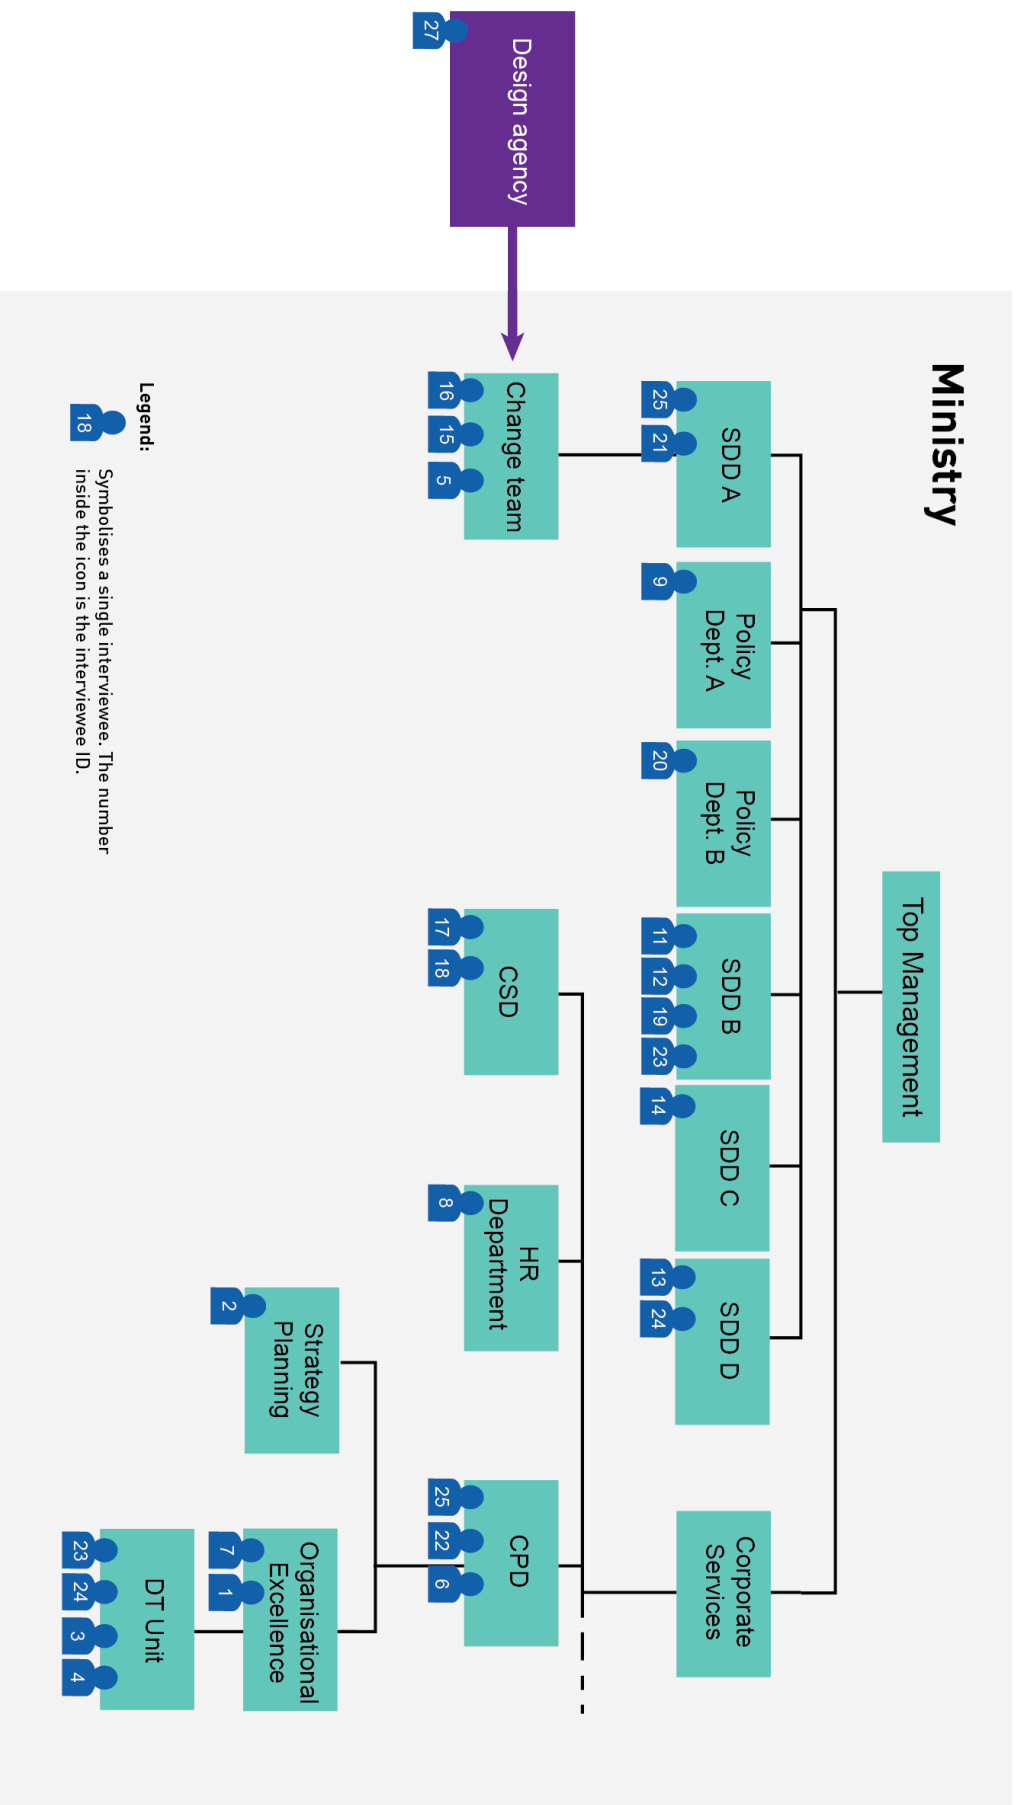 Ministry
Top Management
Design agency
27
SDD A
25
21
Policy
Dept. A
9
Policy
Dept. B
20
SDD B
11
12
19
23
SDD C
14
SDD D
13
24
Corporate
Services
Change team
16
15
5
CSD
17
18
HR
Department
8
CPD
25
22
6
Strategy
Planning
2
Organisational
Excellence
7
1
DT Unit
23
24
3
4
Legend:
18
Symbolises a single interviewee. The number
inside the icon is the interviewee ID.